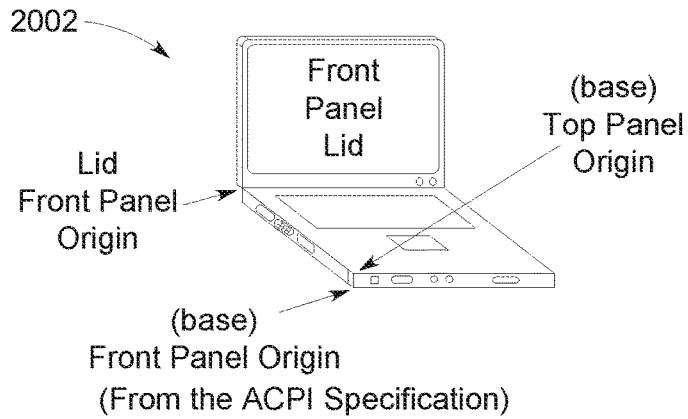 2002
Front
Panel
Lid
(base)
Top Panel
Origin
Lid
Front Panel
Origin
(base)
Front Panel Origin
(From the ACPI Specification)